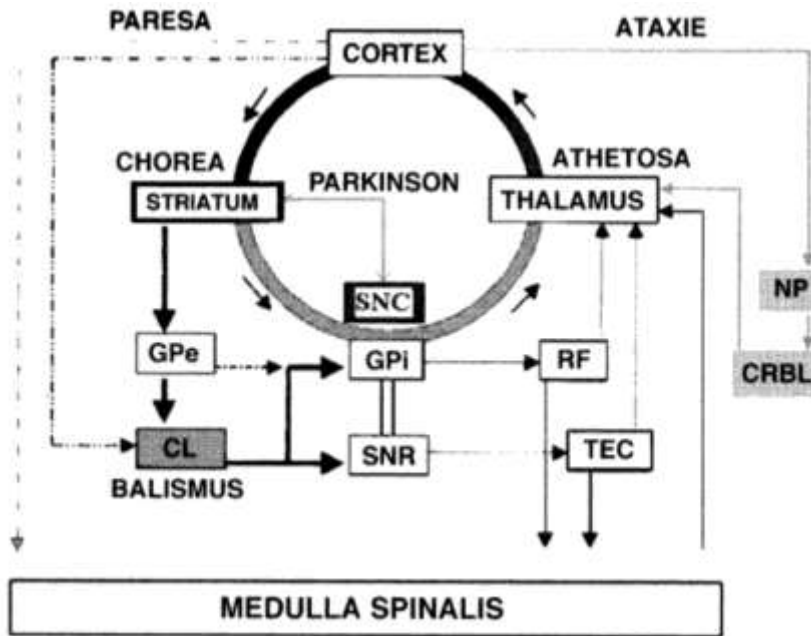 PARESA
ATAXIE
CORTEX
CHOREA
ATHETOSA
STRIATUM
PARKINSON
THALAMUS
SNC
NP
GPe
GPi
RF
CRBL
CL
SNR
TEC
BALISMUS
MEDULLA SPINALIS